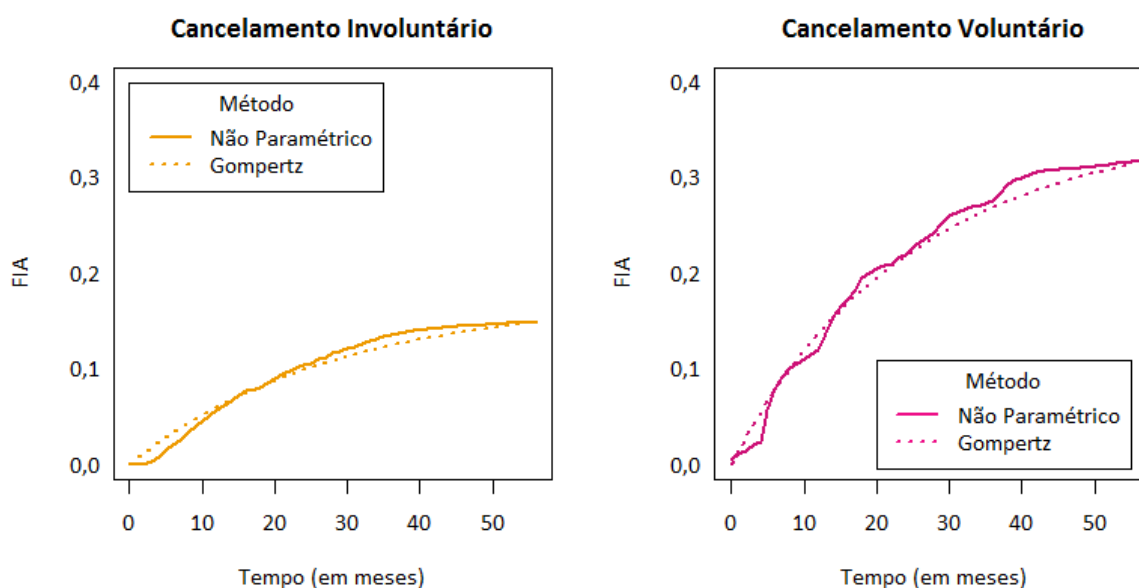 Cancelamento Involuntário
0,4
0,3
0,2
0,1
0,0
FIA
Método
Não Paramétrico
Gompertz
0 10 20 30 40 50
Tempo (em meses)
Cancelamento Voluntário
0,4
0,3
0,2
0,1
0,0
FIA
Método
Não Paramétrico
Gompertz
0 10 20 30 40 50
Tempo (em meses)